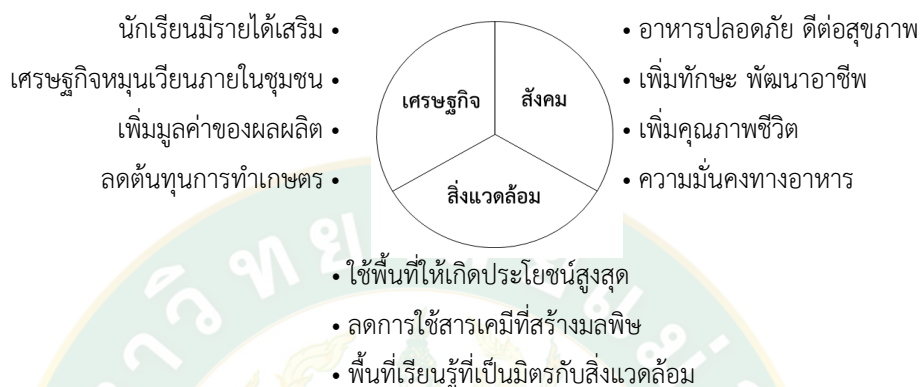 นักเรียนมีรายได้เสริม •
เศรษฐกิจหมุนเวียนภายในชุมชน •
เพิ่มมูลค่าของผลผลิต •
ลดต้นทุนการทำเกษตร •
เศรษฐกิจ
สังคม
สิ่งแวดล้อม
• อาหารปลอดภัย ดีต่อสุขภาพ
• เพิ่มทักษะ พัฒนาอาชีพ
• เพิ่มคุณภาพชีวิต
• ความมั่นคงทางอาหาร
• ใช้พื้นที่ให้เกิดประโยชน์สูงสุด
• ลดการใช้สารเคมีที่สร้างมลพิษ
• พื้นที่เรียนรู้ที่เป็นมิตรกับสิ่งแวดล้อม